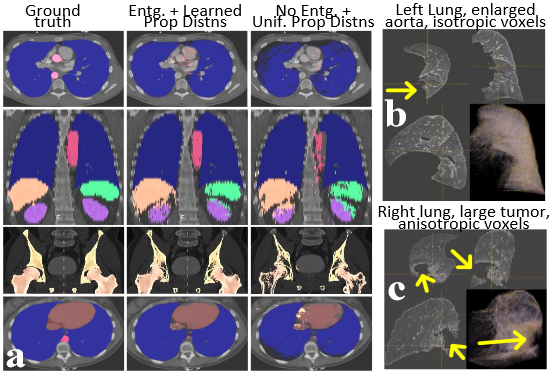 Ground
truth
Entg. + Learned
Prop Distns
No Entg. +
Unif. Prop Distns
Left Lung, enlarged
aorta, isotropic voxels
b
Right lung, large tumor,
anisotropic voxels
c
a